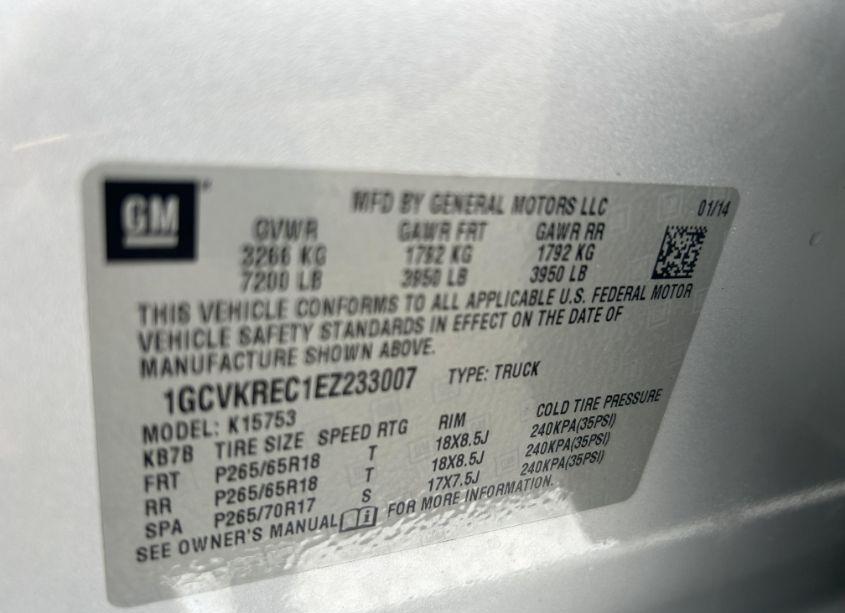 GM
MFD BY GENERAL MOTORS LLC 01/14
GVWR GAWR FRT GAWR RR
3266 KG 1792 KG 1792 KG
7200 LB 3950 LB 3950 LB
THIS VEHICLE CONFORMS TO ALL APPLICABLE U.S. FEDERAL MOTOR
VEHICLE SAFETY STANDARDS IN EFFECT ON THE DATE OF
MANUFACTURE SHOWN ABOVE.
1GCVKREC1EZ233007 TYPE: TRUCK
MODEL: K15753
KB7B TIRE SIZE SPEED RTG RIM COLD TIRE PRESSURE
FRT P265/65R18 T 18X8.5J 240KPA(35PSI)
RR P265/65R18 T 18X8.5J 240KPA(35PSI)
SPA P265/70R17 S 17X7.5J 240KPA(35PSI)
SEE OWNER'S MANUAL FOR MORE INFORMATION.